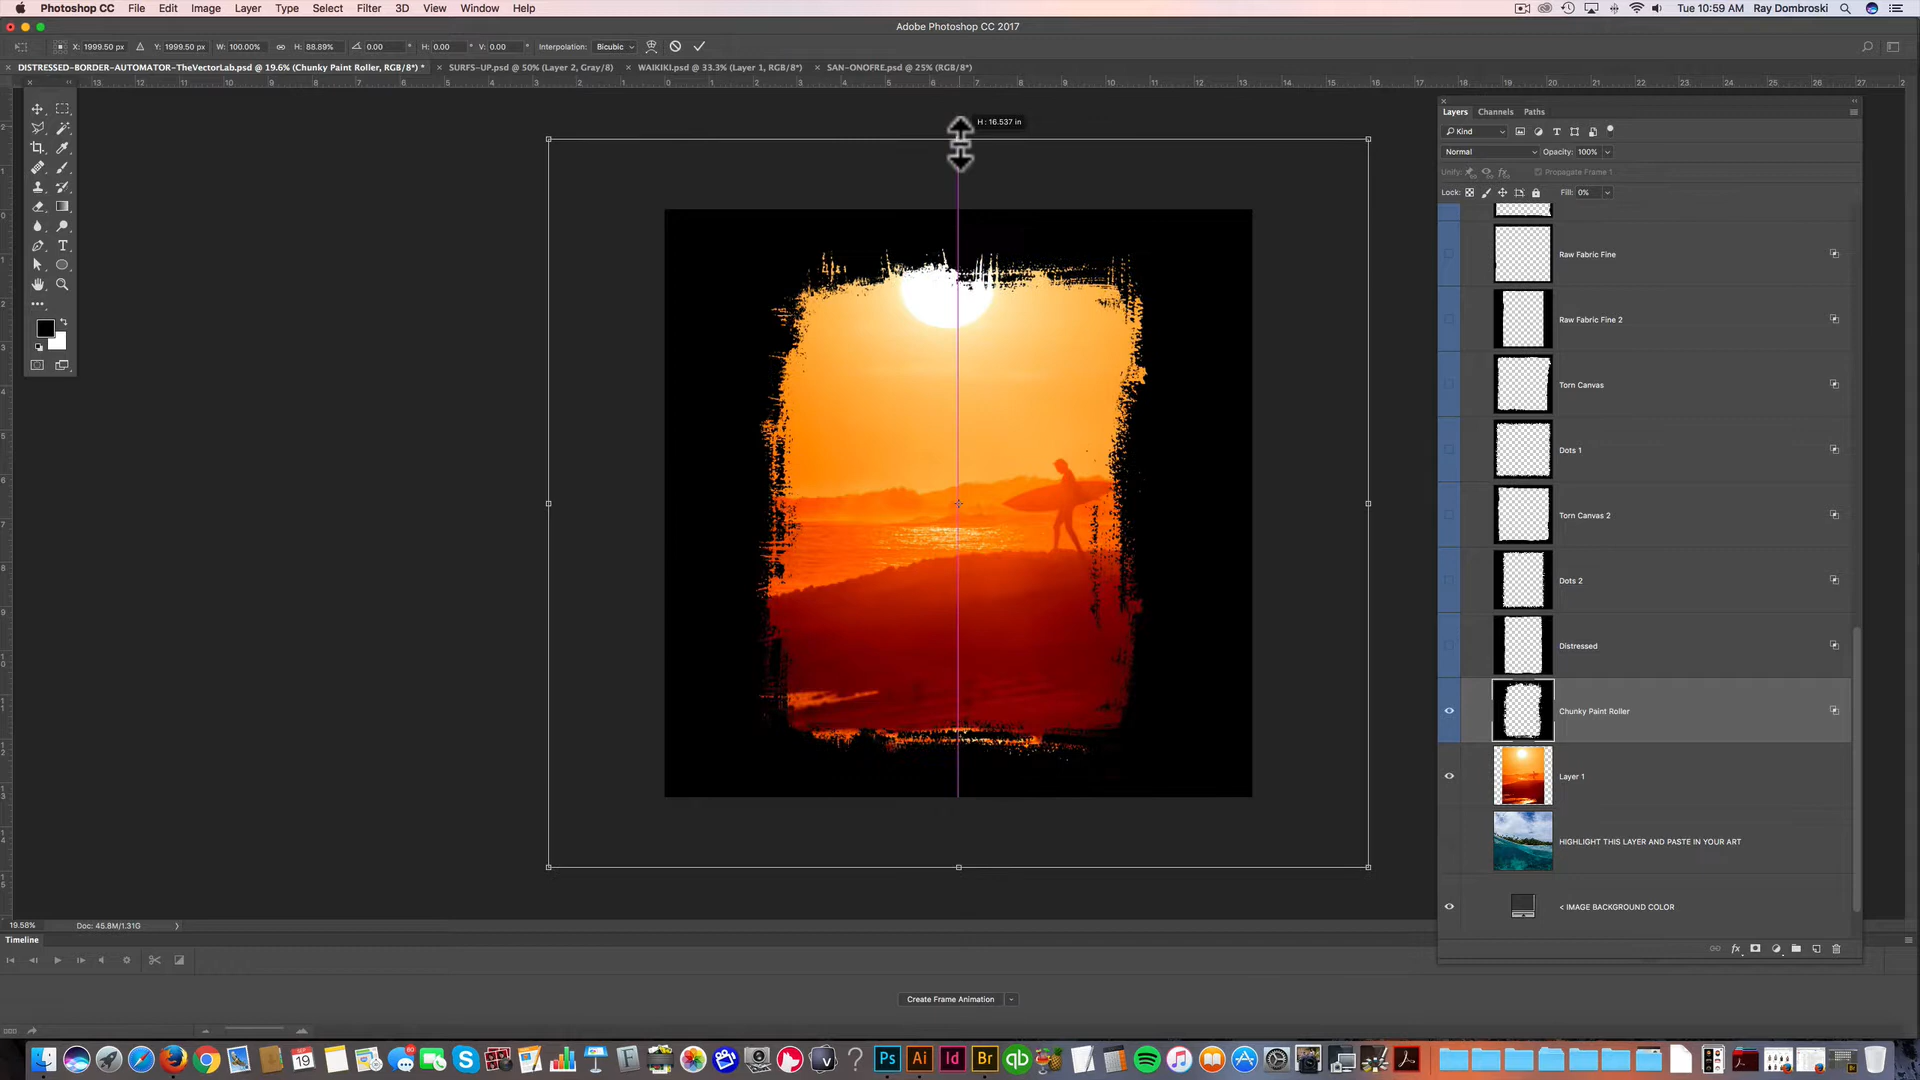 Photoshop CC File Edit Image Layer Type Select Filter 3D View Window Help Tue 10:59 AM Ray Dombroski
Adobe Photoshop CC 2017
X: 1999.50 px Y: 1999.50 px W: 100.00% H: 88.89% 0.00 ° H: 0.00 ° V: 0.00 ° Interpolation: Bicubic
DISTRESSED-BORDER-AUTOMATOR-TheVectorLab.psd @ 19.6% (Chunky Paint Roller, RGB/8*) * SURFS-UP.psd @ 50% (Layer 2, Gray/8) WAIKIKI.psd @ 33.3% (Layer 1, RGB/8*) SAN-ONOFRE.psd @ 25% (RGB/8*)
H: 16.537 in
Layers Channels Paths
Kind
Normal Opacity: 100%
Unify: Propagate Frame 1
Lock: Fill: 0%
Raw Fabric Fine
Raw Fabric Fine 2
Torn Canvas
Dots 1
Torn Canvas 2
Dots 2
Distressed
Chunky Paint Roller
Layer 1
HIGHLIGHT THIS LAYER AND PASTE IN YOUR ART
< IMAGE BACKGROUND COLOR
19.58% Doc: 45.8M/1.31G
Timeline
Create Frame Animation